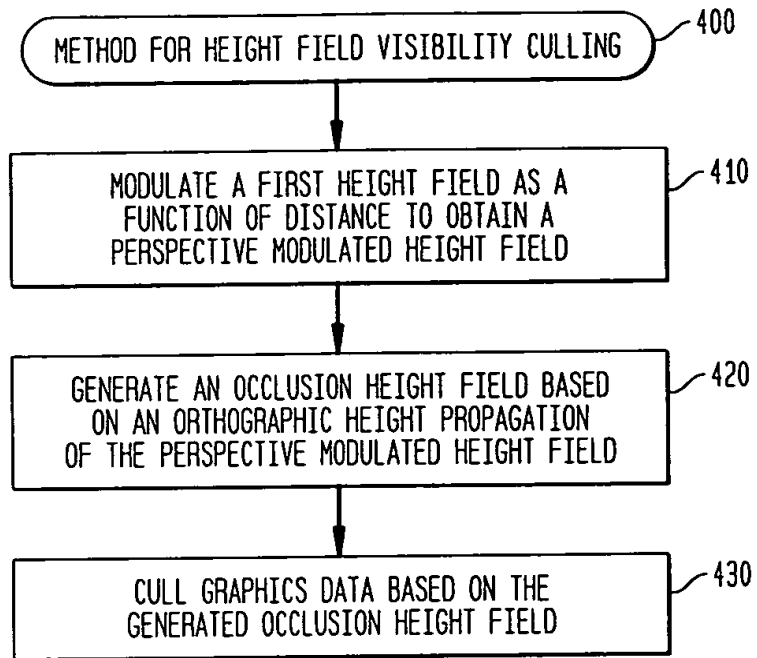 METHOD FOR HEIGHT FIELD VISIBILITY CULLING
400
MODULATE A FIRST HEIGHT FIELD AS A
FUNCTION OF DISTANCE TO OBTAIN A
PERSPECTIVE MODULATED HEIGHT FIELD
410
GENERATE AN OCCLUSION HEIGHT FIELD BASED
ON AN ORTHOGRAPHIC HEIGHT PROPAGATION
OF THE PERSPECTIVE MODULATED HEIGHT FIELD
420
CULL GRAPHICS DATA BASED ON THE
GENERATED OCCLUSION HEIGHT FIELD
430